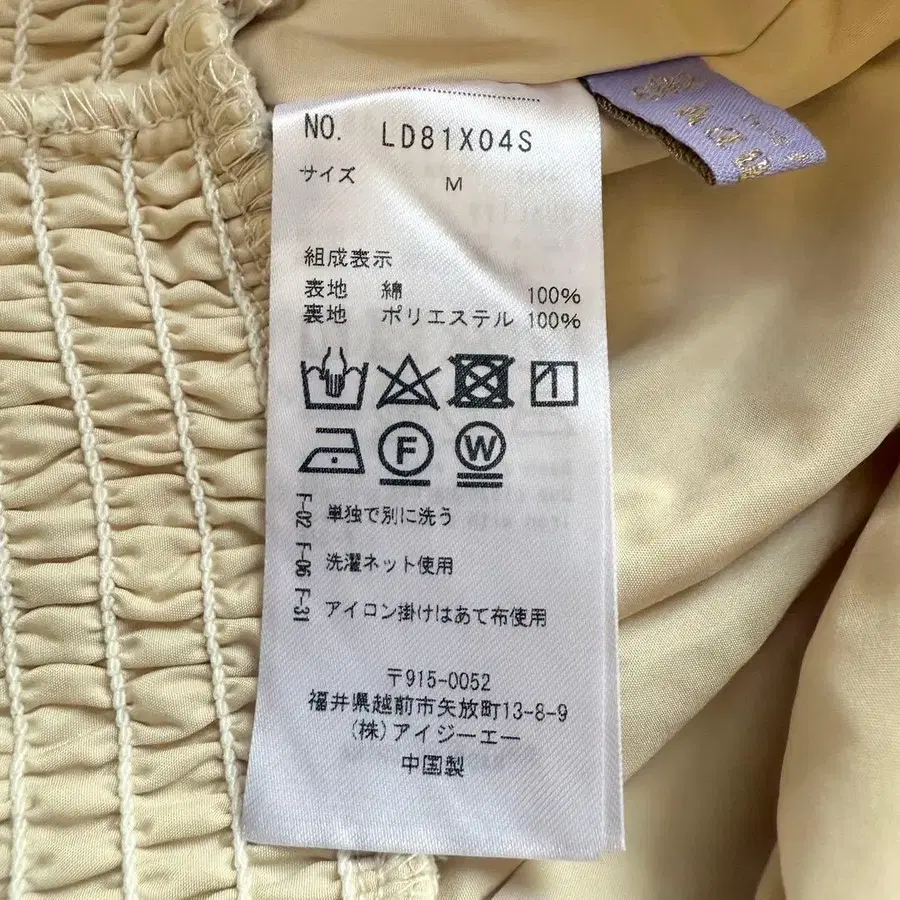 NO. LD81X04S
サイズ M
組成表示
表地 綿 100%
裏地 ポリエステル 100%
F
W
F-02 単独で別に洗う
F-06 洗濯ネット使用
F-31 アイロン掛けはあて布使用
〒915-0052
福井県越前市矢放町13-8-9
(株)アイジーエー
中国製